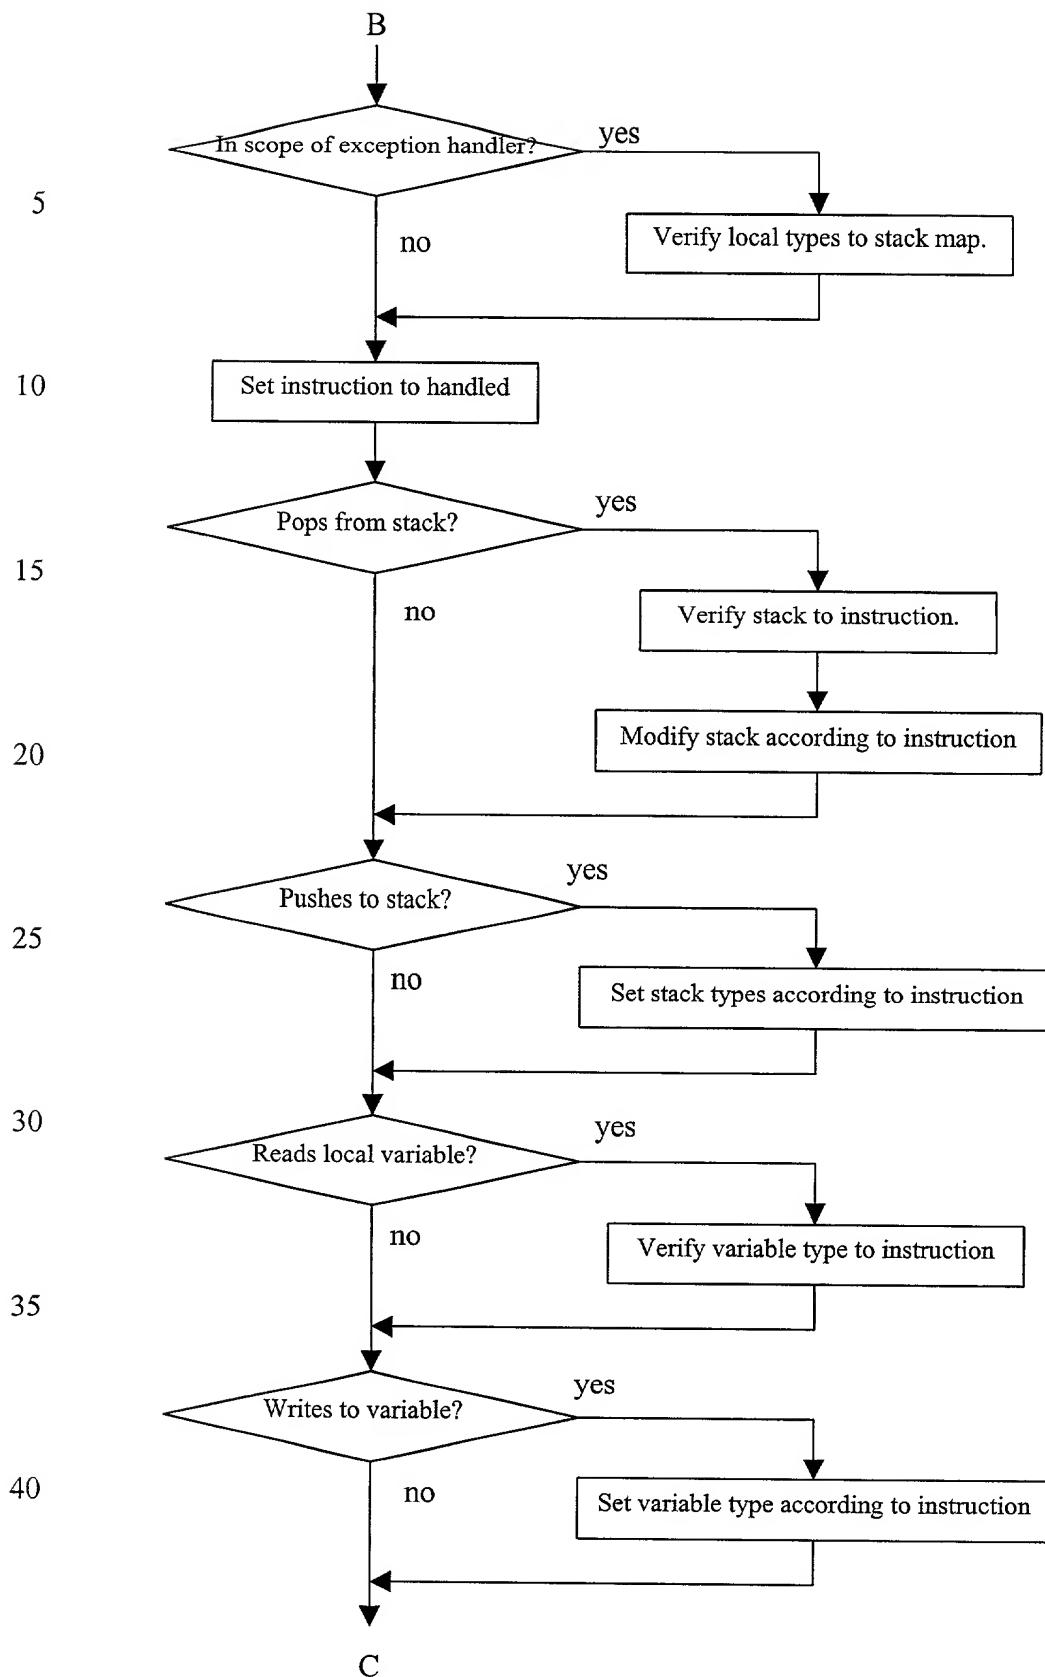 B
In scope of exception handler?
yes
5
no
Verify local types to stack map.
10
Set instruction to handled
Pops from stack?
yes
15
no
Verify stack to instruction.
20
Modify stack according to instruction
Pushes to stack?
yes
25
no
Set stack types according to instruction
30
Reads local variable?
yes
no
Verify variable type to instruction
35
Writes to variable?
yes
40
no
Set variable type according to instruction
C